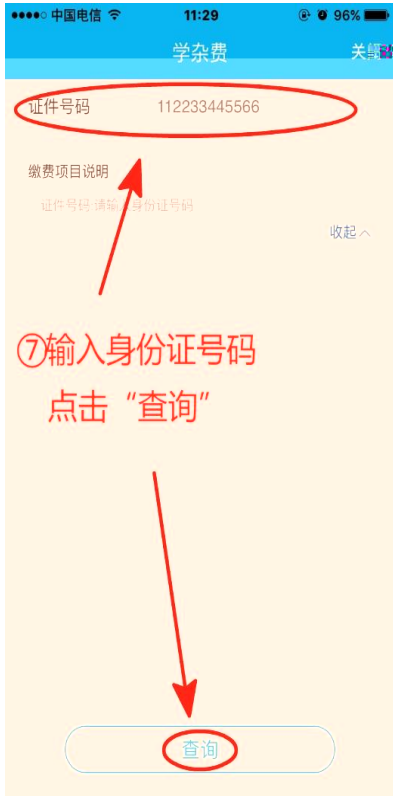 中国电信 11:29 96%
学杂费
证件号码 112233445566
缴费项目说明
证件号码:请输入身份证号码
收起
⑦输入身份证号码
点击“查询”
查询